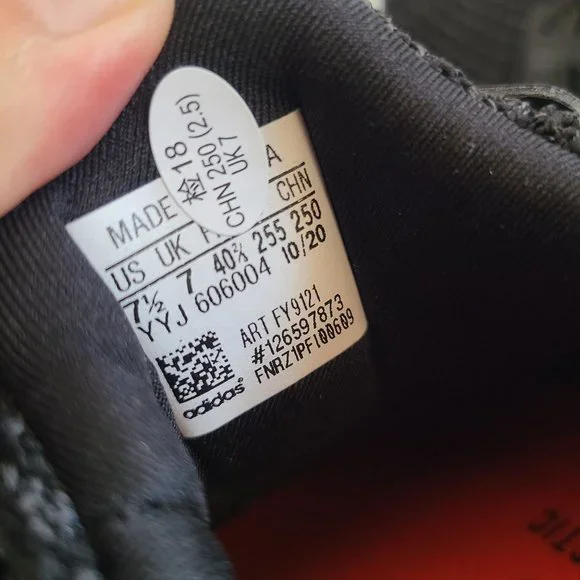 检18
CHN 250 (2.5)
UK7
MADE
A
US UK F CHN
7½ 7 40⅔ 255 250
YYJ 606004 10/20
ART FY9121
#126597873
FNRZ1PFI00609
adidas